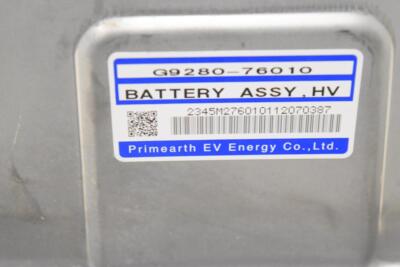 G9280-76010
BATTERY ASSY,HV
2345M276010112070387
Primearth EV Energy Co.,Ltd.